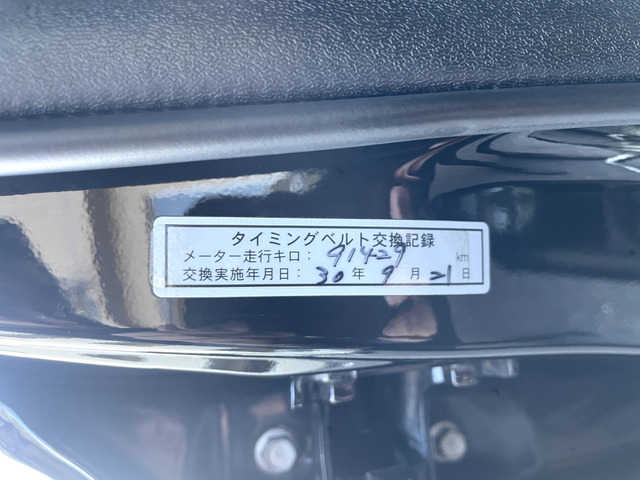 タイミングベルト交換記録
メーター走行キロ: 91429 km
交換実施年月日: 30 年 9 月 21 日